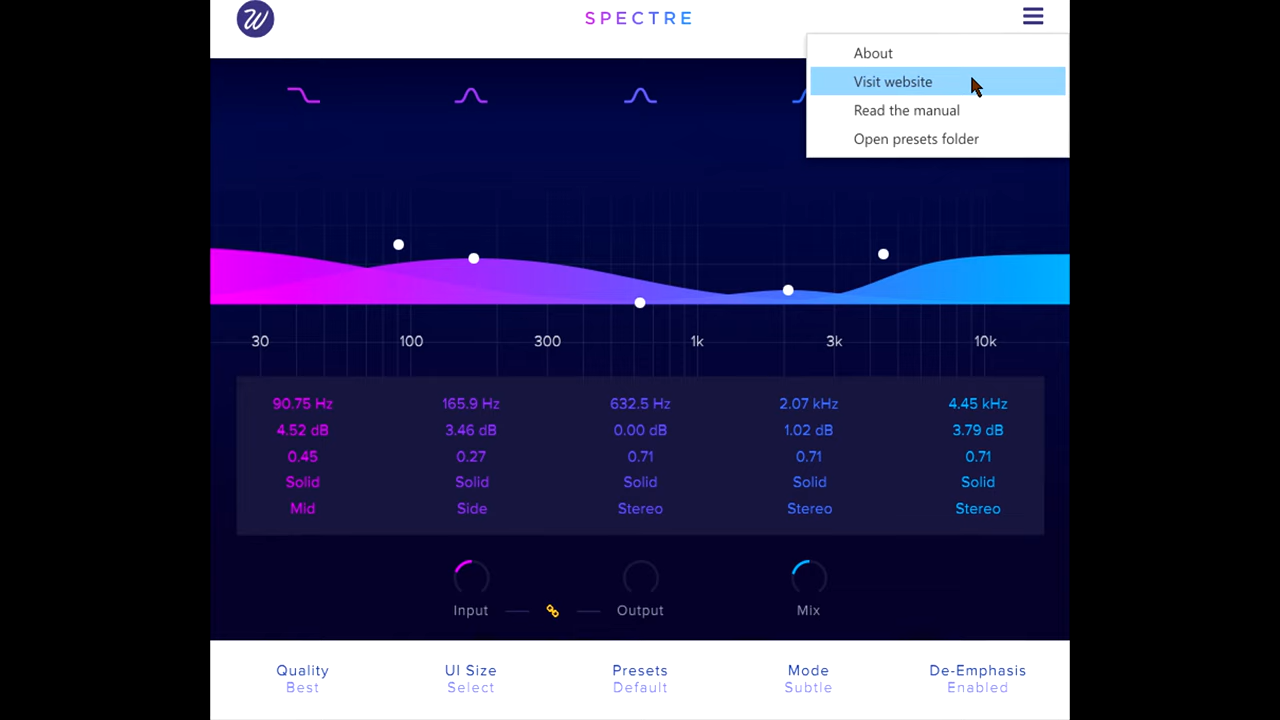 W
SPECTRE
About
Visit website
Read the manual
Open presets folder
30 100 300 1k 3k 10k
90.75 Hz 165.9 Hz 632.5 Hz 2.07 kHz 4.45 kHz
4.52 dB 3.46 dB 0.00 dB 1.02 dB 3.79 dB
0.45 0.27 0.71 0.71 0.71
Solid Solid Solid Solid Solid
Mid Side Stereo Stereo Stereo
Input Output Mix
Quality UI Size Presets Mode De-Emphasis
Best Select Default Subtle Enabled